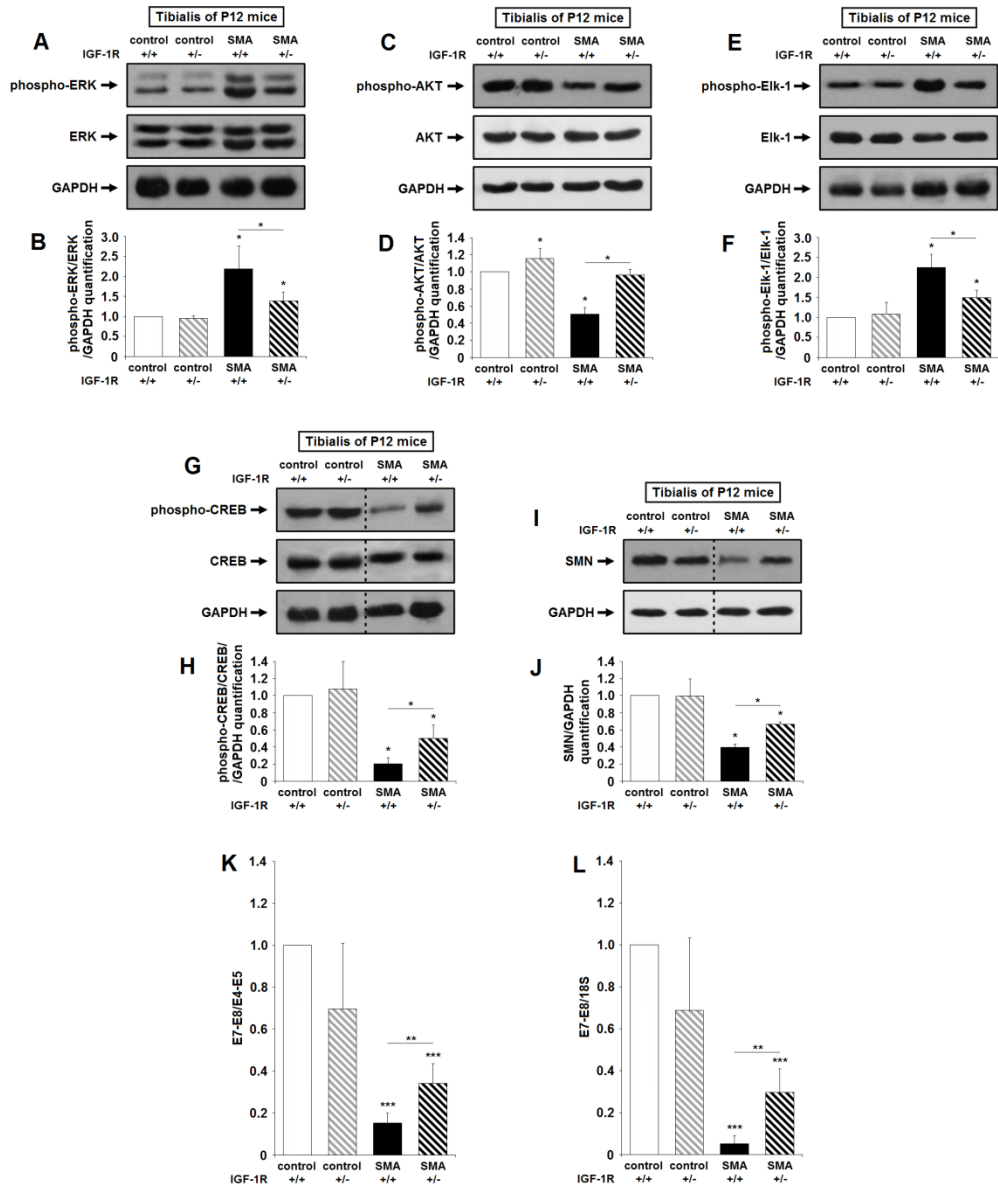 Tibialis of P12 mice
A
control control SMA SMA
IGF-1R +/+ +/- +/+ +/-
phospho-ERK
ERK
GAPDH
B
phospho-ERK/ERK
/GAPDH quantification
3.0
2.5
2.0
1.5
1.0
0.5
0
* * *
control control SMA SMA
IGF-1R +/+ +/- +/+ +/-
Tibialis of P12 mice
C
control control SMA SMA
IGF-1R +/+ +/- +/+ +/-
phospho-AKT
AKT
GAPDH
D
phospho-AKT/AKT
/GAPDH quantification
1.4
1.2
1.0
0.8
0.6
0.4
0.2
0
* * *
control control SMA SMA
IGF-1R +/+ +/- +/+ +/-
Tibialis of P12 mice
E
control control SMA SMA
IGF-1R +/+ +/- +/+ +/-
phospho-Elk-1
Elk-1
GAPDH
F
phospho-Elk-1/Elk-1
/GAPDH quantification
3.0
2.5
2.0
1.5
1.0
0.5
0
* * *
control control SMA SMA
IGF-1R +/+ +/- +/+ +/-
Tibialis of P12 mice
G
control control SMA SMA
IGF-1R +/+ +/- +/+ +/-
phospho-CREB
CREB
GAPDH
H
phospho-CREB/CREB/
/GAPDH quantification
1.4
1.2
1.0
0.8
0.6
0.4
0.2
0
* * *
control control SMA SMA
IGF-1R +/+ +/- +/+ +/-
Tibialis of P12 mice
I
control control SMA SMA
IGF-1R +/+ +/- +/+ +/-
SMN
GAPDH
J
SMN/GAPDH
quantification
1.4
1.2
1.0
0.8
0.6
0.4
0.2
0
* * *
control control SMA SMA
IGF-1R +/+ +/- +/+ +/-
K
E7-E8/E4-E5
1.4
1.2
1.0
0.8
0.6
0.4
0.2
0
**
***
***
control control SMA SMA
IGF-1R +/+ +/- +/+ +/-
L
E7-E8/18S
1.4
1.2
1.0
0.8
0.6
0.4
0.2
0
**
***
***
control control SMA SMA
IGF-1R +/+ +/- +/+ +/-